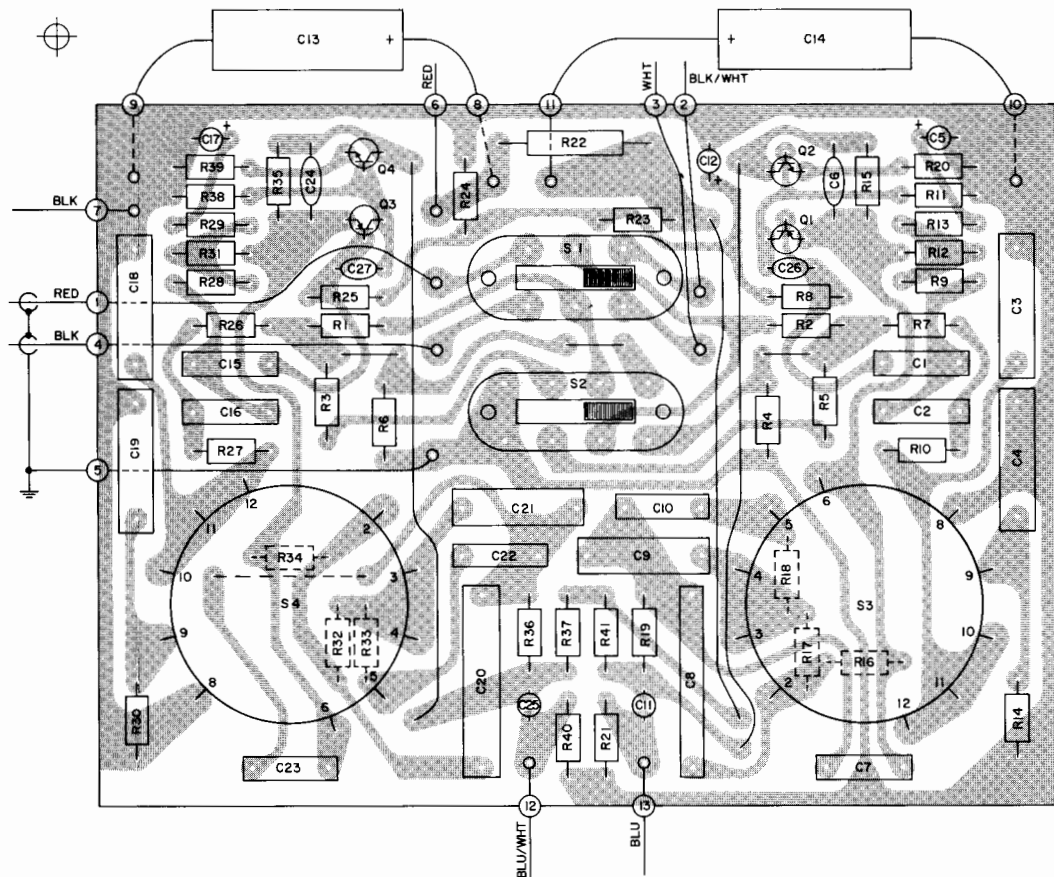 C13
+
+
C14
RED
WHT
BLK/WHT
9
6
8
11
3
2
10
C17
+
R39
R35
C24
Q4
R24
R22
C12
+
Q2
C6
R15
+
C5
R20
R38
R11
BLK
7
R29
Q3
R23
Q1
R13
R31
S1
R12
C18
R28
C27
C26
R9
C3
RED
1
R25
R8
R26
R1
R2
R7
BLK
4
C15
C1
R3
S2
R5
C16
R6
R4
C2
C19
R27
R10
C4
5
12
6
11
2
C21
C10
5
8
R34
C22
C9
R18
10
3
4
9
S4
S3
R32
R33
R36
R37
R41
R19
9
4
3
R17
R16
10
C20
C8
8
5
2
11
R30
6
C25
C11
12
R14
R40
R21
C23
C7
12
13
BLU/WHT
BLU